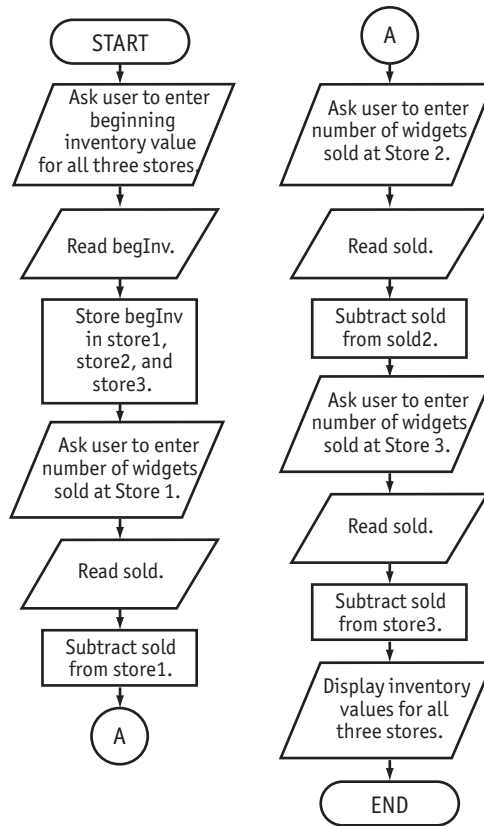 START
Ask user to enter
beginning
inventory value
for all three stores.
Read begInv.
Store begInv
in store1,
store2, and
store3.
Ask user to enter
number of widgets
sold at Store 1.
Read sold.
Subtract sold
from store1.
A
A
Ask user to enter
number of widgets
sold at Store 2.
Read sold.
Subtract sold
from sold2.
Ask user to enter
number of widgets
sold at Store 3.
Read sold.
Subtract sold
from store3.
Display inventory
values for all
three stores.
END